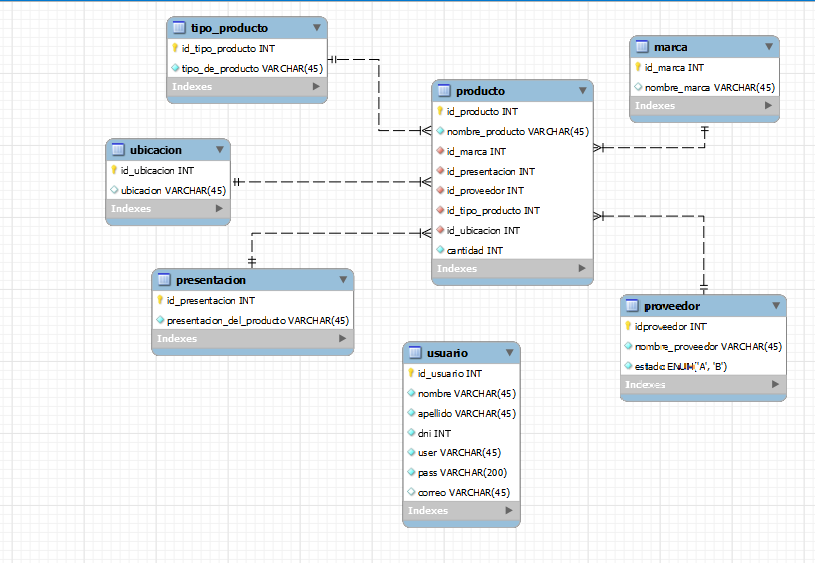 tipo_producto
id_tipo_producto INT
tipo_de_producto VARCHAR(45)
Indexes
marca
id_marca INT
nombre_marca VARCHAR(45)
Indexes
producto
id_producto INT
nombre_producto VARCHAR(45)
id_marca INT
id_presentacion INT
id_proveedor INT
id_tipo_producto INT
id_ubicacion INT
cantidad INT
Indexes
ubicacion
id_ubicacion INT
ubicacion VARCHAR(45)
Indexes
presentacion
id_presentacion INT
presentacion_del_producto VARCHAR(45)
Indexes
proveedor
idproveedor INT
nombre_proveedor VARCHAR(45)
estado ENUM('A', 'B')
Indexes
usuario
id_usuario INT
nombre VARCHAR(45)
apellido VARCHAR(45)
dni INT
user VARCHAR(45)
pass VARCHAR(200)
correo VARCHAR(45)
Indexes